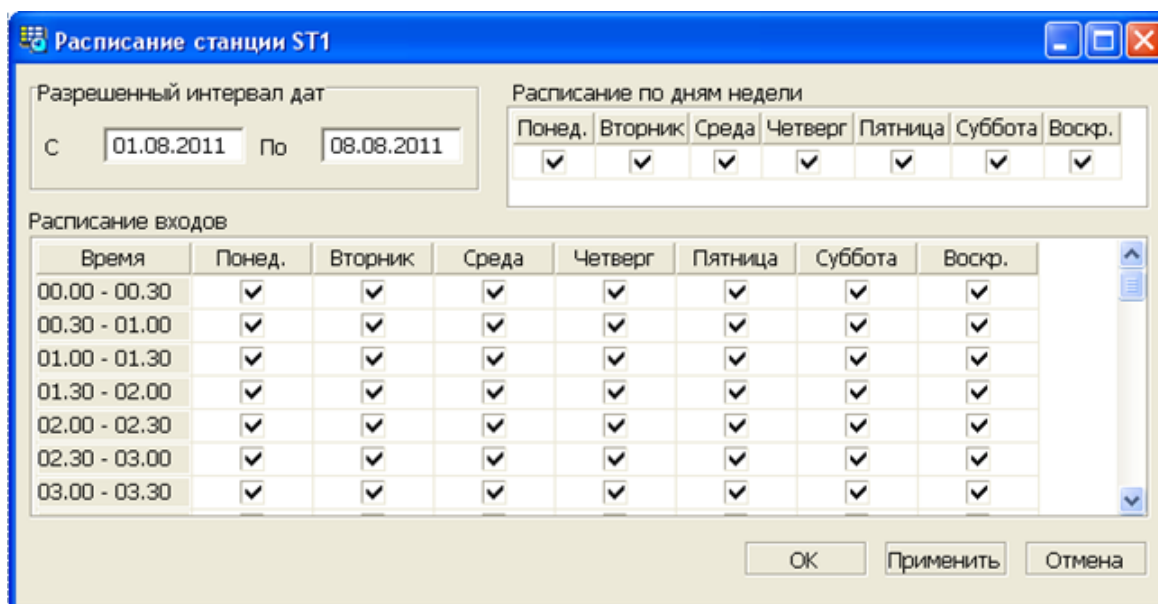 Расписание станции ST1
Разрешенный интервал дат
С 01.08.2011 По 08.08.2011
Расписание по дням недели
Понед. Вторник Среда Четверг Пятница Суббота Воскр.
Расписание входов
Время Понед. Вторник Среда Четверг Пятница Суббота Воскр.
00.00 - 00.30
00.30 - 01.00
01.00 - 01.30
01.30 - 02.00
02.00 - 02.30
02.30 - 03.00
03.00 - 03.30
OK Применить Отмена